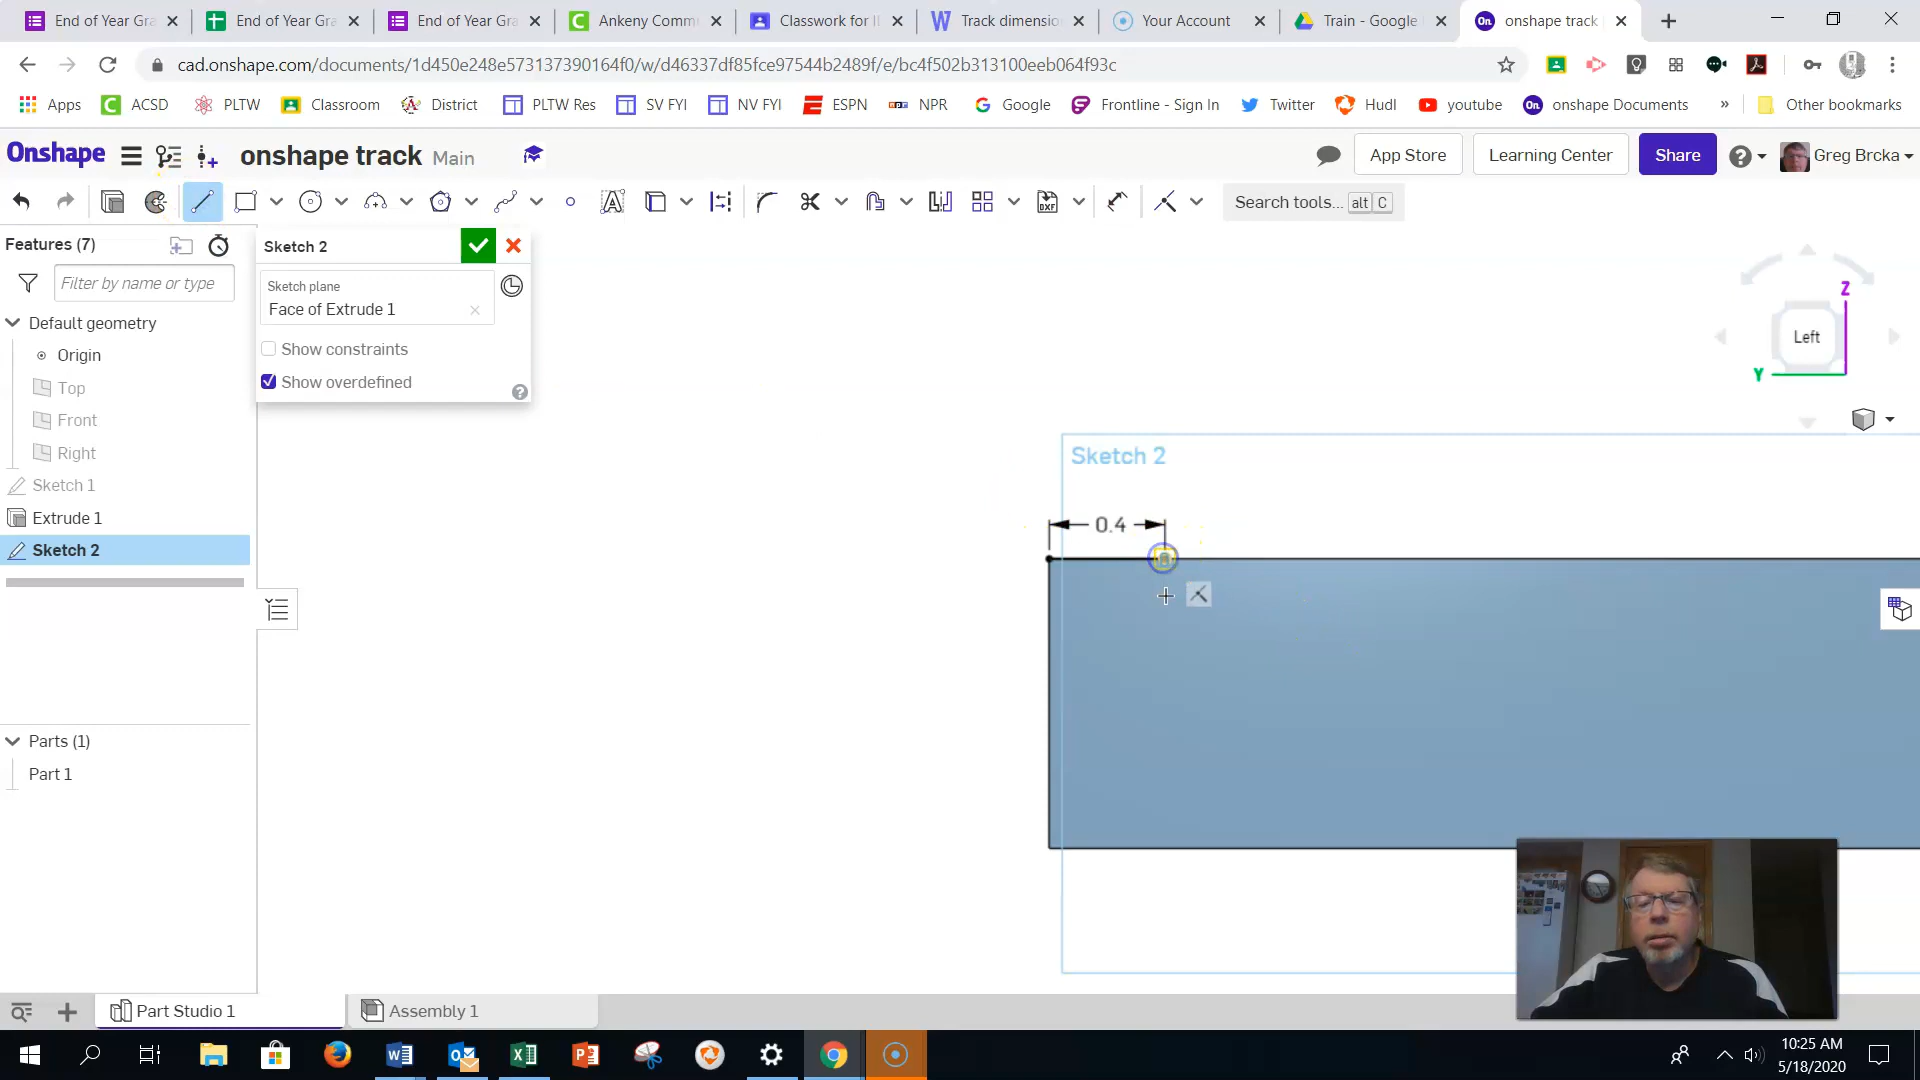 End of Year Gra
End of Year Gra
End of Year Gra
Ankeny Comm
Classwork for II
Track dimensio
Your Account
Train - Google
onshape track
cad.onshape.com/documents/1d450e248e573137390164f0/w/d46337df85fce97544b2489f/e/bc4f502b313100eeb064f93c
Apps
ACSD
PLTW
Classroom
District
PLTW Res
SV FYI
NV FYI
ESPN
NPR
Google
Frontline - Sign In
Twitter
Hudl
youtube
onshape Documents
Other bookmarks
Onshape
onshape track Main
App Store
Learning Center
Share
Greg Brcka
Search tools... alt C
Features (7)
Filter by name or type
Default geometry
Origin
Top
Front
Right
Sketch 1
Extrude 1
Sketch 2
Parts (1)
Part 1
Sketch 2
Sketch plane
Face of Extrude 1
Show constraints
Show overdefined
Sketch 2
0.4
Left
Z
Y
Part Studio 1
Assembly 1
10:25 AM
5/18/2020